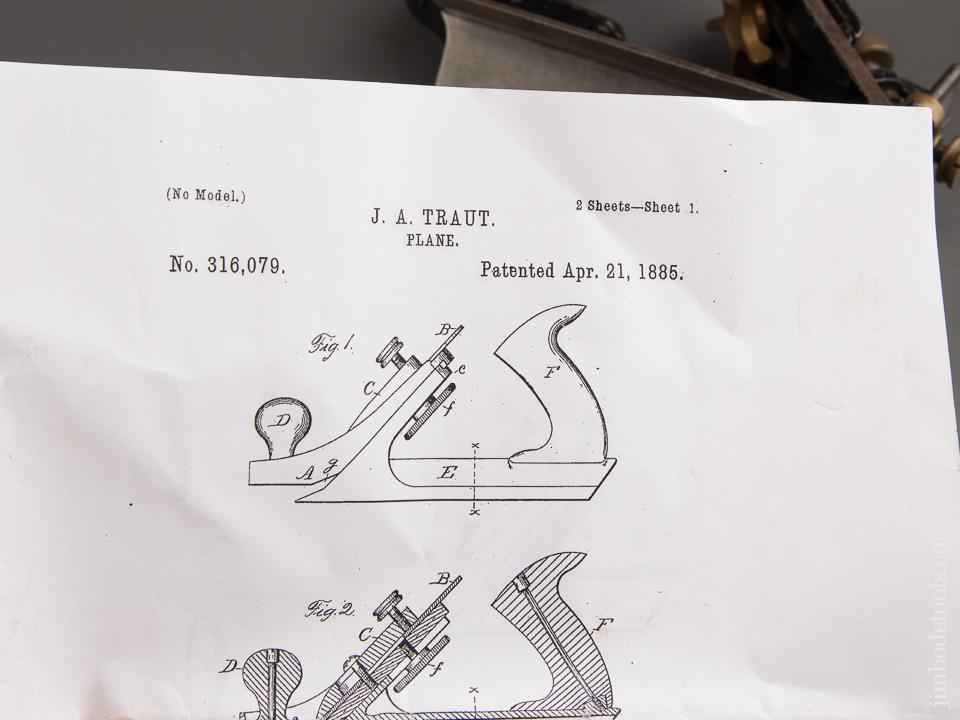 (No Model.)
2 Sheets—Sheet 1.
J. A. TRAUT.
PLANE.
No. 316,079.
Patented Apr. 21, 1885.
Fig. 1.
B
C
c
f
F
D
A
g
E
x
x
Fig. 2.
B
C
f
F
D
x
jimbodetools.com